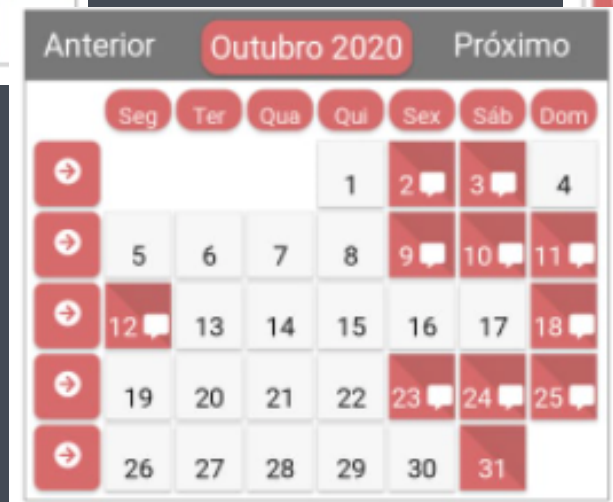 Anterior Outubro 2020 Próximo
Seg Ter Qua Qui Sex Sáb Dom
1 2 3 4
5 6 7 8 9 10 11
12 13 14 15 16 17 18
19 20 21 22 23 24 25
26 27 28 29 30 31